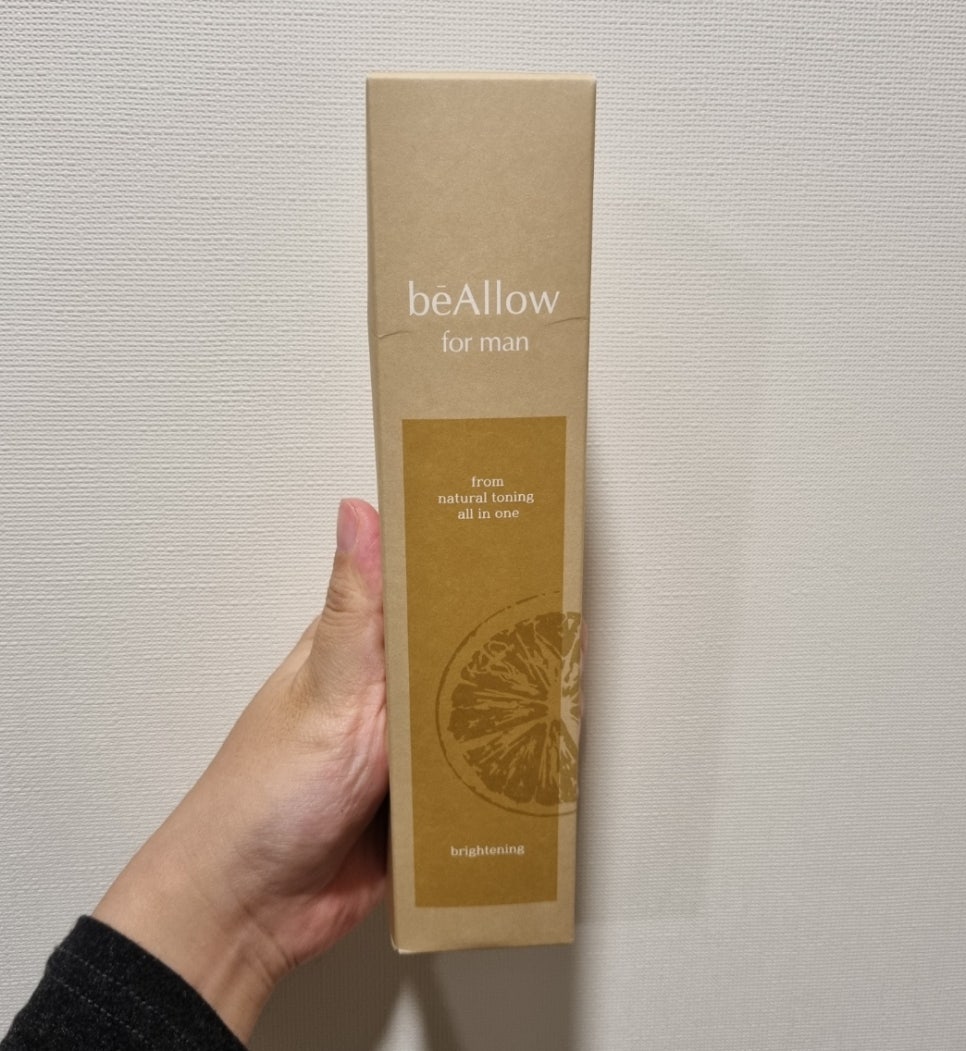 bēAllow
for man
from
natural toning
all in one
brightening